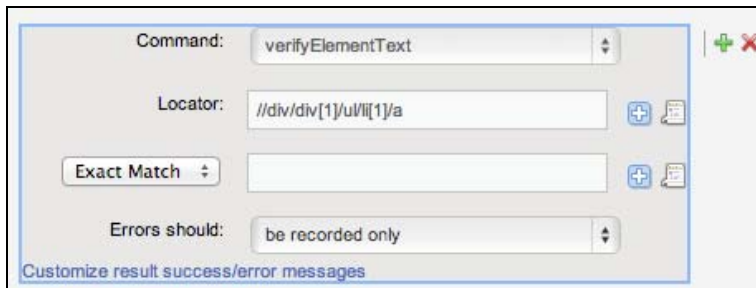 Command: verifyElementText
Locator: //div/div[1]/ul/li[1]/a
Exact Match
Errors should: be recorded only
Customize result success/error messages